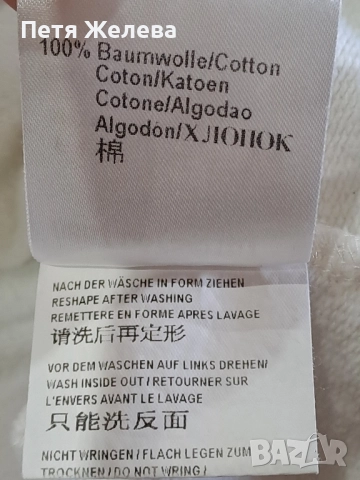 Петя Желева
100% Baumwolle/Cotton
Coton/Katoen
Cotone/Algodao
Algodón/ХЛОПОК
棉
NACH DER WÄSCHE IN FORM ZIEHEN
RESHAPE AFTER WASHING
REMETTERE EN FORME APRES LAVAGE
请洗后再定形
VOR DEM WASCHEN AUF LINKS DREHEN/
WASH INSIDE OUT / RETOURNER SUR
L'ENVERS AVANT LE LAVAGE
只能洗反面
NICHT WRINGEN / FLACH LEGEN ZUM
TROCKNEN / DO NOT WRING /
BAZAR